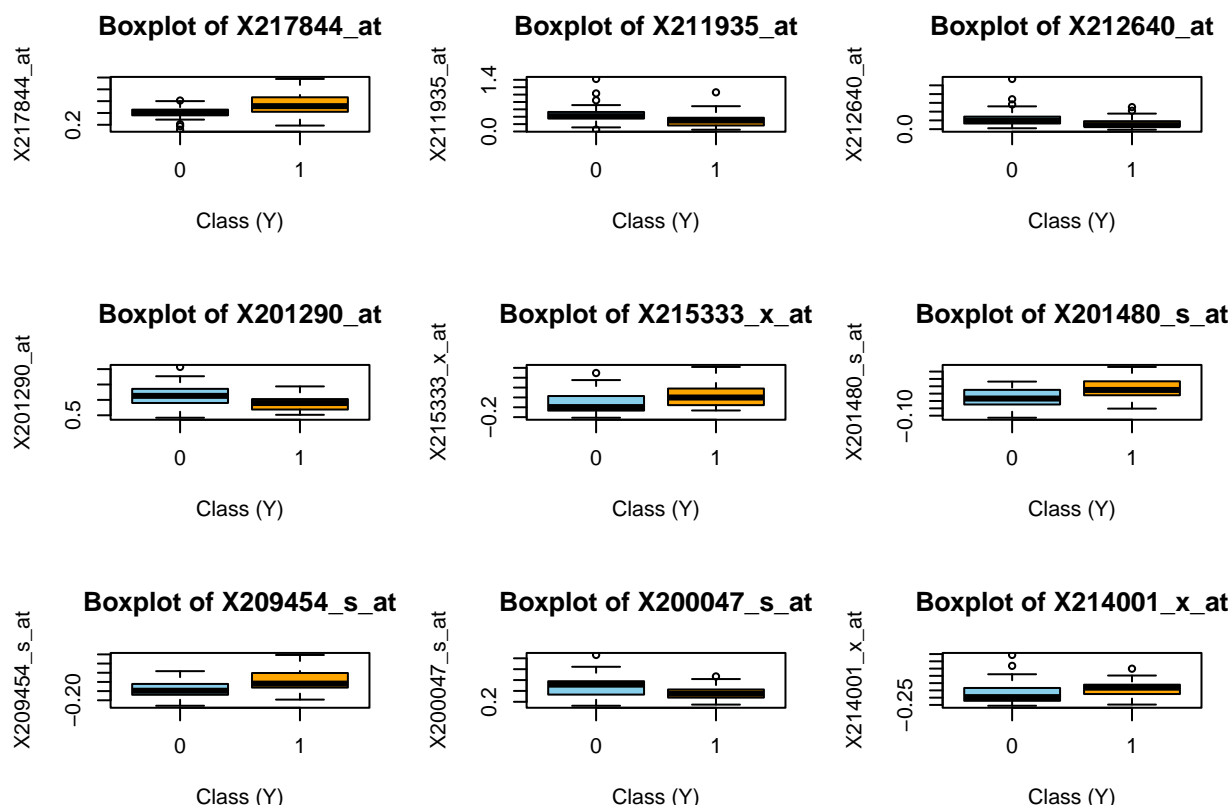 Boxplot of X217844_at
X217844_at
0.2
0 1
Class (Y)
Boxplot of X211935_at
X211935_at
0.0 1.4
0 1
Class (Y)
Boxplot of X212640_at
X212640_at
0.0
0 1
Class (Y)
Boxplot of X201290_at
X201290_at
0.5
0 1
Class (Y)
Boxplot of X215333_x_at
X215333_x_at
−0.2
0 1
Class (Y)
Boxplot of X201480_s_at
X201480_s_at
−0.10
0 1
Class (Y)
Boxplot of X209454_s_at
X209454_s_at
−0.20
0 1
Class (Y)
Boxplot of X200047_s_at
X200047_s_at
0.2
0 1
Class (Y)
Boxplot of X214001_x_at
X214001_x_at
−0.25
0 1
Class (Y)